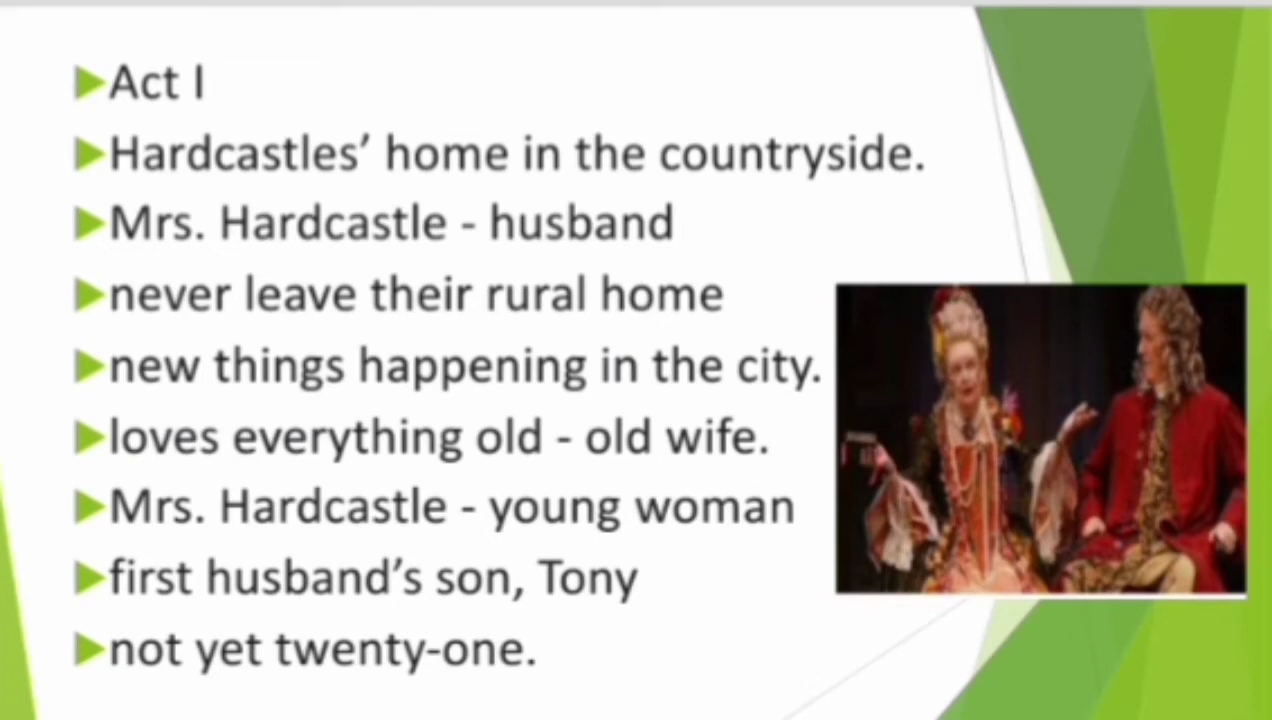 Act I
Hardcastles' home in the countryside.
Mrs. Hardcastle - husband
never leave their rural home
new things happening in the city.
loves everything old - old wife.
Mrs. Hardcastle - young woman
first husband's son, Tony
not yet twenty-one.